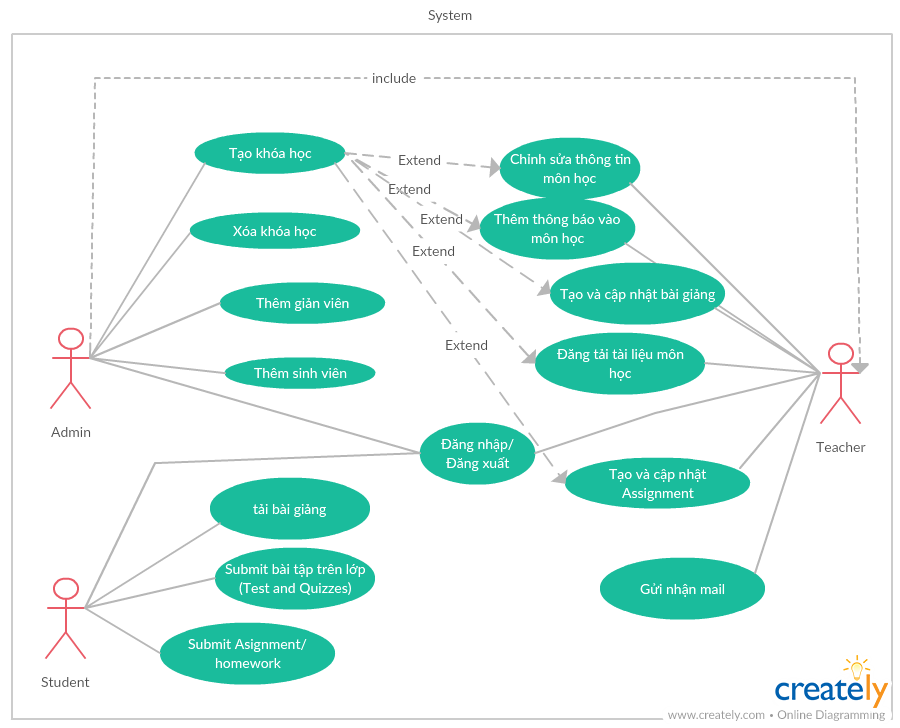 System
include
Tạo khóa học
Extend
Chỉnh sửa thông tin
môn học
Extend
Extend
Thêm thông báo vào
môn học
Xóa khóa học
Extend
Thêm giản viên
Tạo và cập nhật bài giảng
Extend
Đăng tải tài liệu môn
học
Thêm sinh viên
Admin
Teacher
Đăng nhập/
Đăng xuất
Tạo và cập nhật
Assignment
tải bài giảng
Submit bài tập trên lớp
(Test and Quizzes)
Gửi nhận mail
Submit Asignment/
homework
Student
creately
www.creately.com • Online Diagramming